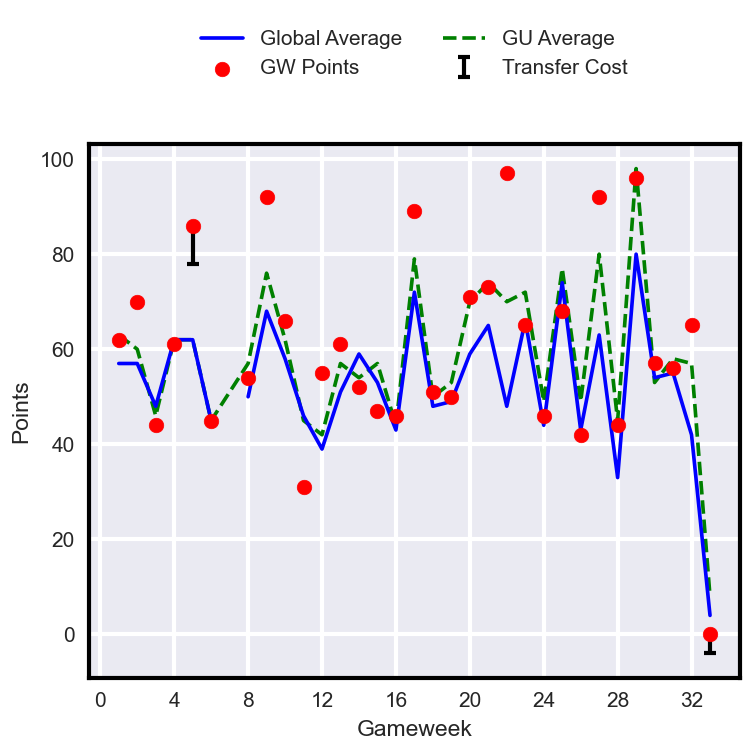 Global Average
GU Average
GW Points
Transfer Cost
100
80
60
40
20
0
Points
0 4 8 12 16 20 24 28 32
Gameweek